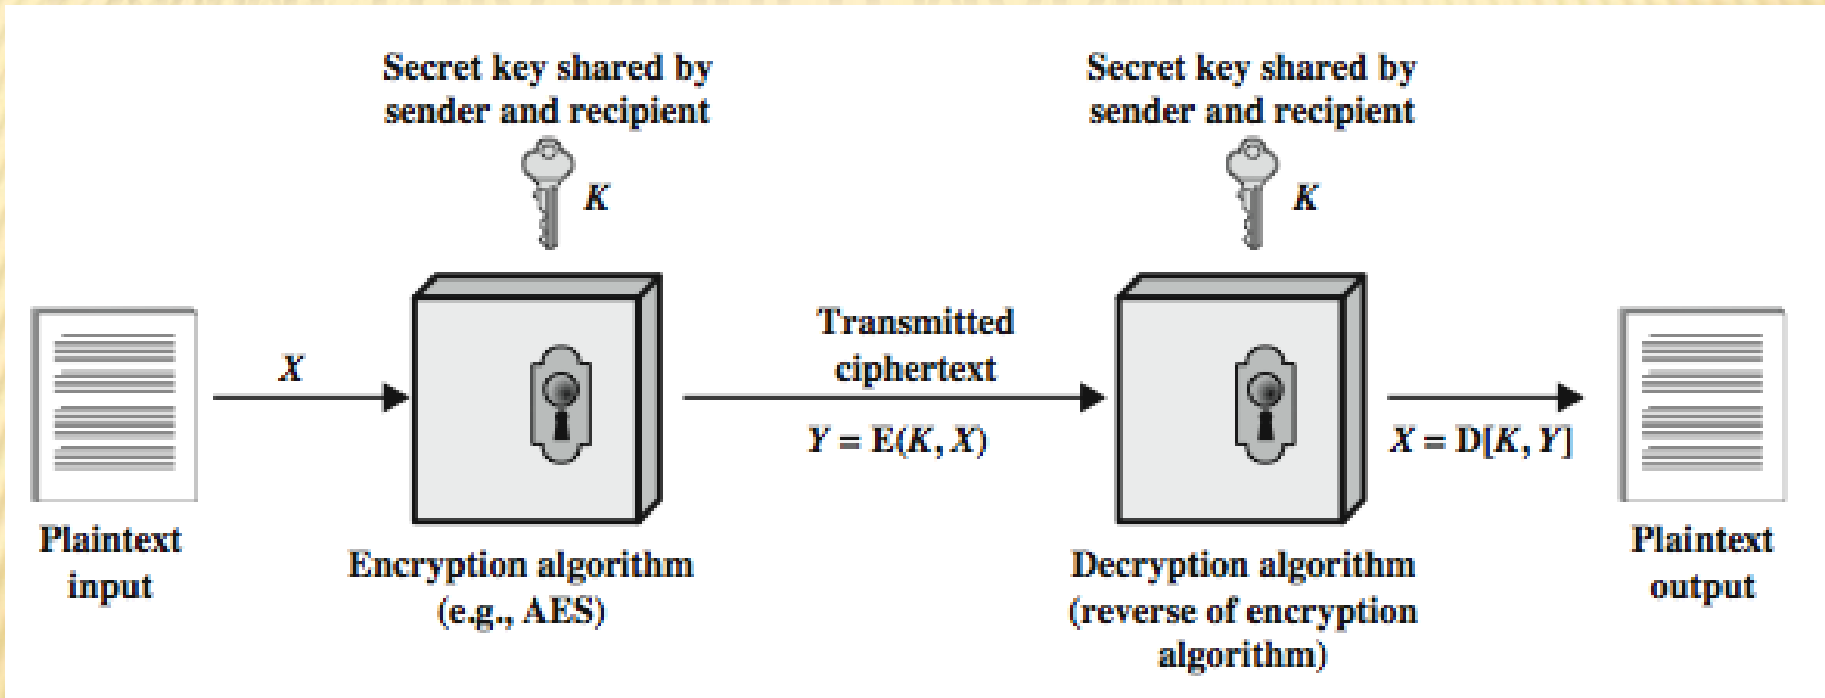 Secret key shared by
sender and recipient
K
Secret key shared by
sender and recipient
K
X
Transmitted
ciphertext
Y = E(K, X)
X = D[K, Y]
Plaintext
input
Encryption algorithm
(e.g., AES)
Decryption algorithm
(reverse of encryption
algorithm)
Plaintext
output